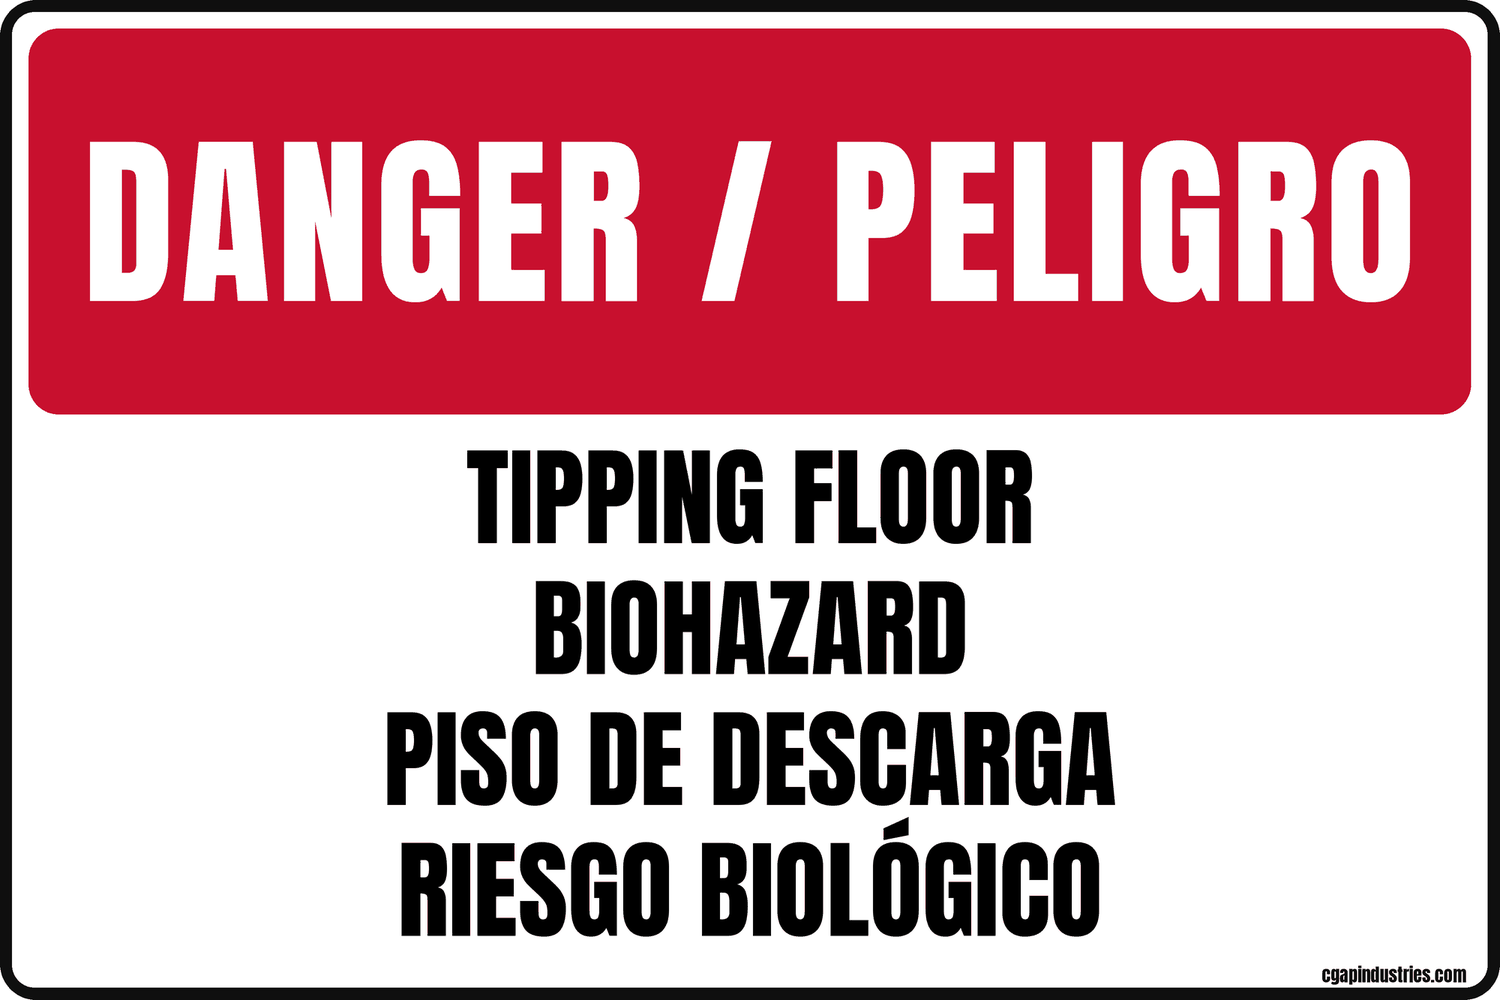 DANGER / PELIGRO
TIPPING FLOOR
BIOHAZARD
PISO DE DESCARGA
RIESGO BIOLÓGICO
cgapindustries.com